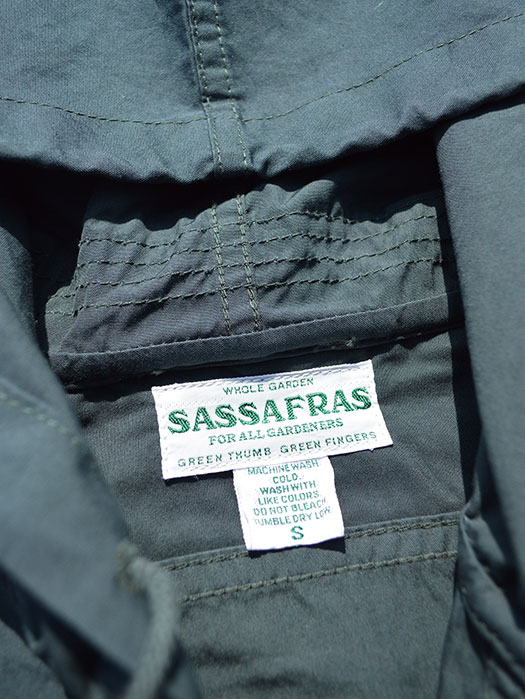 WHOLE GARDEN
SASSAFRAS
FOR ALL GARDENERS
GREEN THUMB GREEN FINGERS
MACHINE WASH
COLD.
WASH WITH
LIKE COLORS.
DO NOT BLEACH
TUMBLE DRY LOW
S